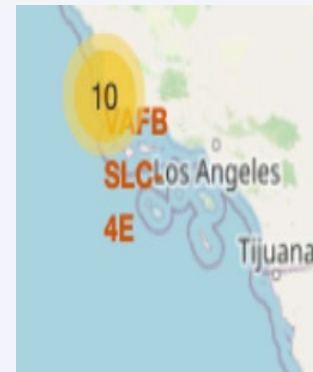 10
VAFB
SLC-
Los Angeles
4E
Tijuana